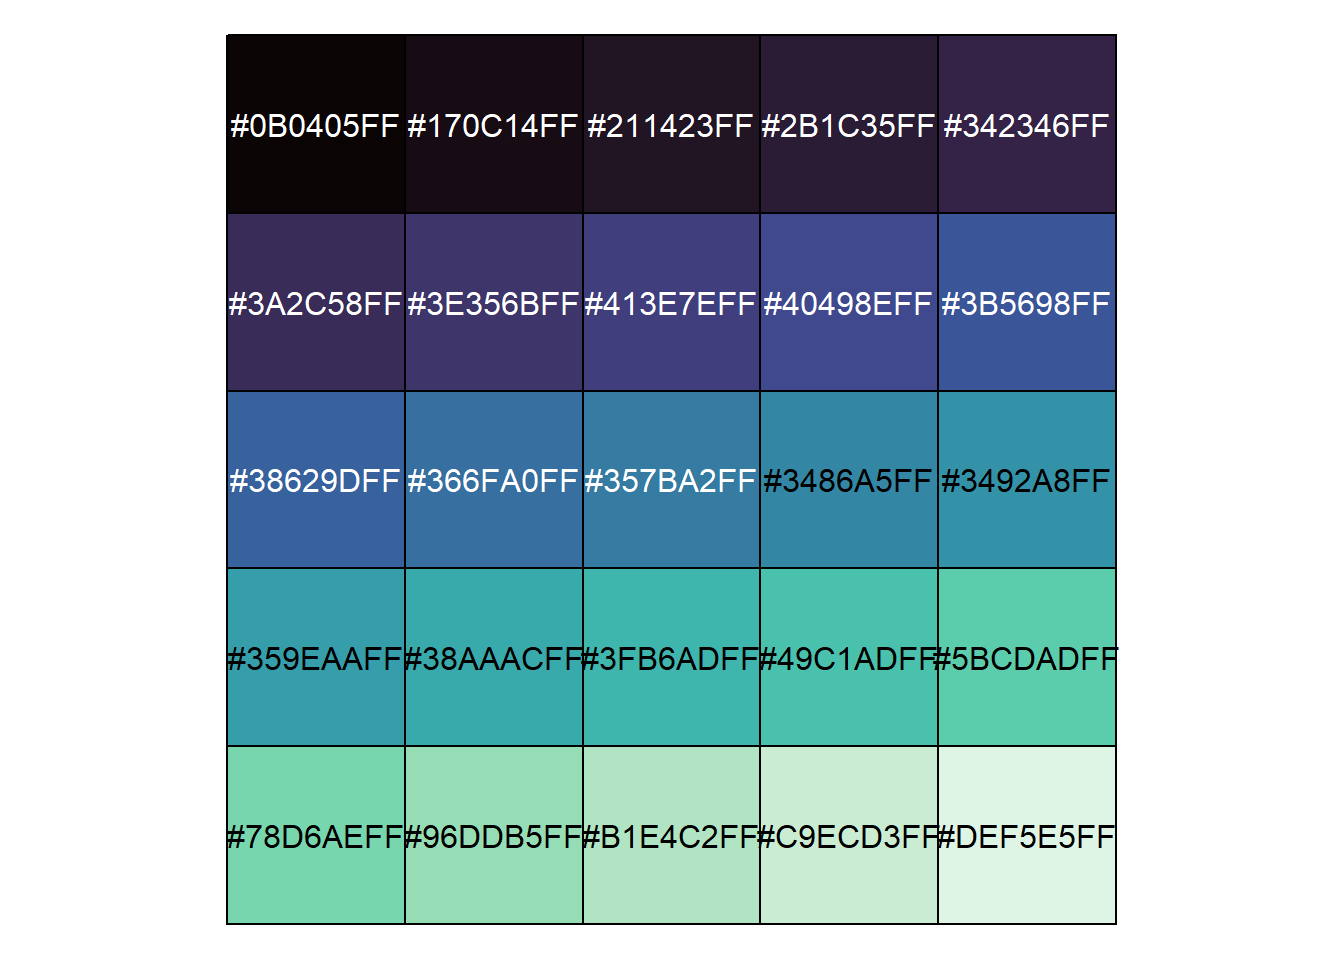 #0B0405FF #170C14FF #211423FF #2B1C35FF #342346FF
#3A2C58FF #3E356BFF #413E7EFF #40498EFF #3B5698FF
#38629DFF #366FA0FF #357BA2FF #3486A5FF #3492A8FF
#359EAAFF #38AAACFF #3FB6ADFF #49C1ADFF #5BCDADFF
#78D6AEFF #96DDB5FF #B1E4C2FF #C9ECD3FF #DEF5E5FF